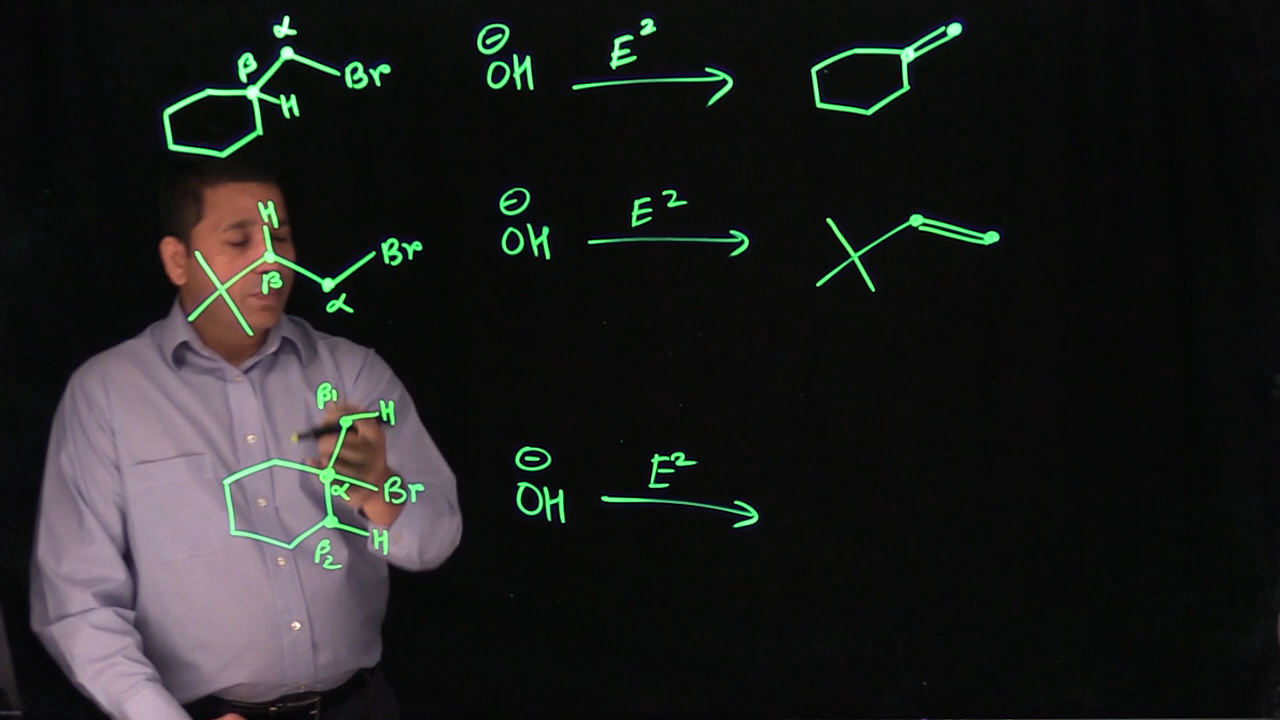 α
β Br ⊖OH E² 
H
H
β α Br ⊖OH E²
β1 H
α Br ⊖OH E²
β2 H